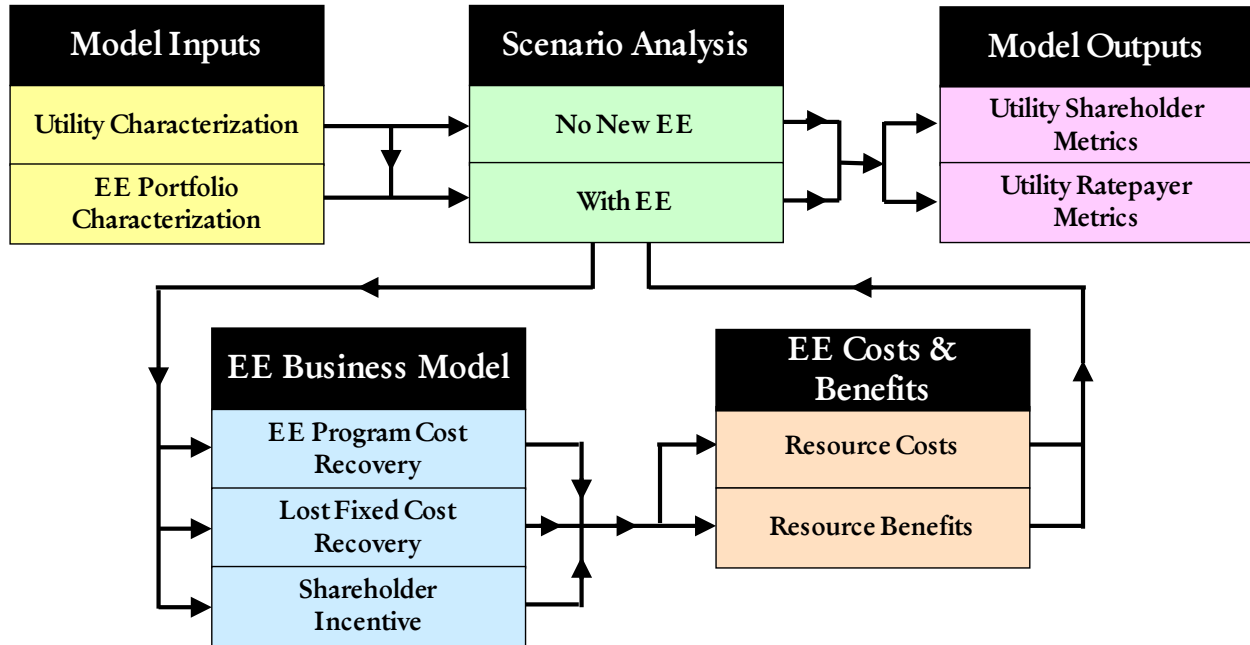 Model Inputs
Utility Characterization
EE Portfolio
Characterization
Scenario Analysis
No New EE
With EE
Model Outputs
Utility Shareholder
Metrics
Utility Ratepayer
Metrics
EE Business Model
EE Program Cost
Recovery
Lost Fixed Cost
Recovery
Shareholder
Incentive
EE Costs &
Benefits
Resource Costs
Resource Benefits